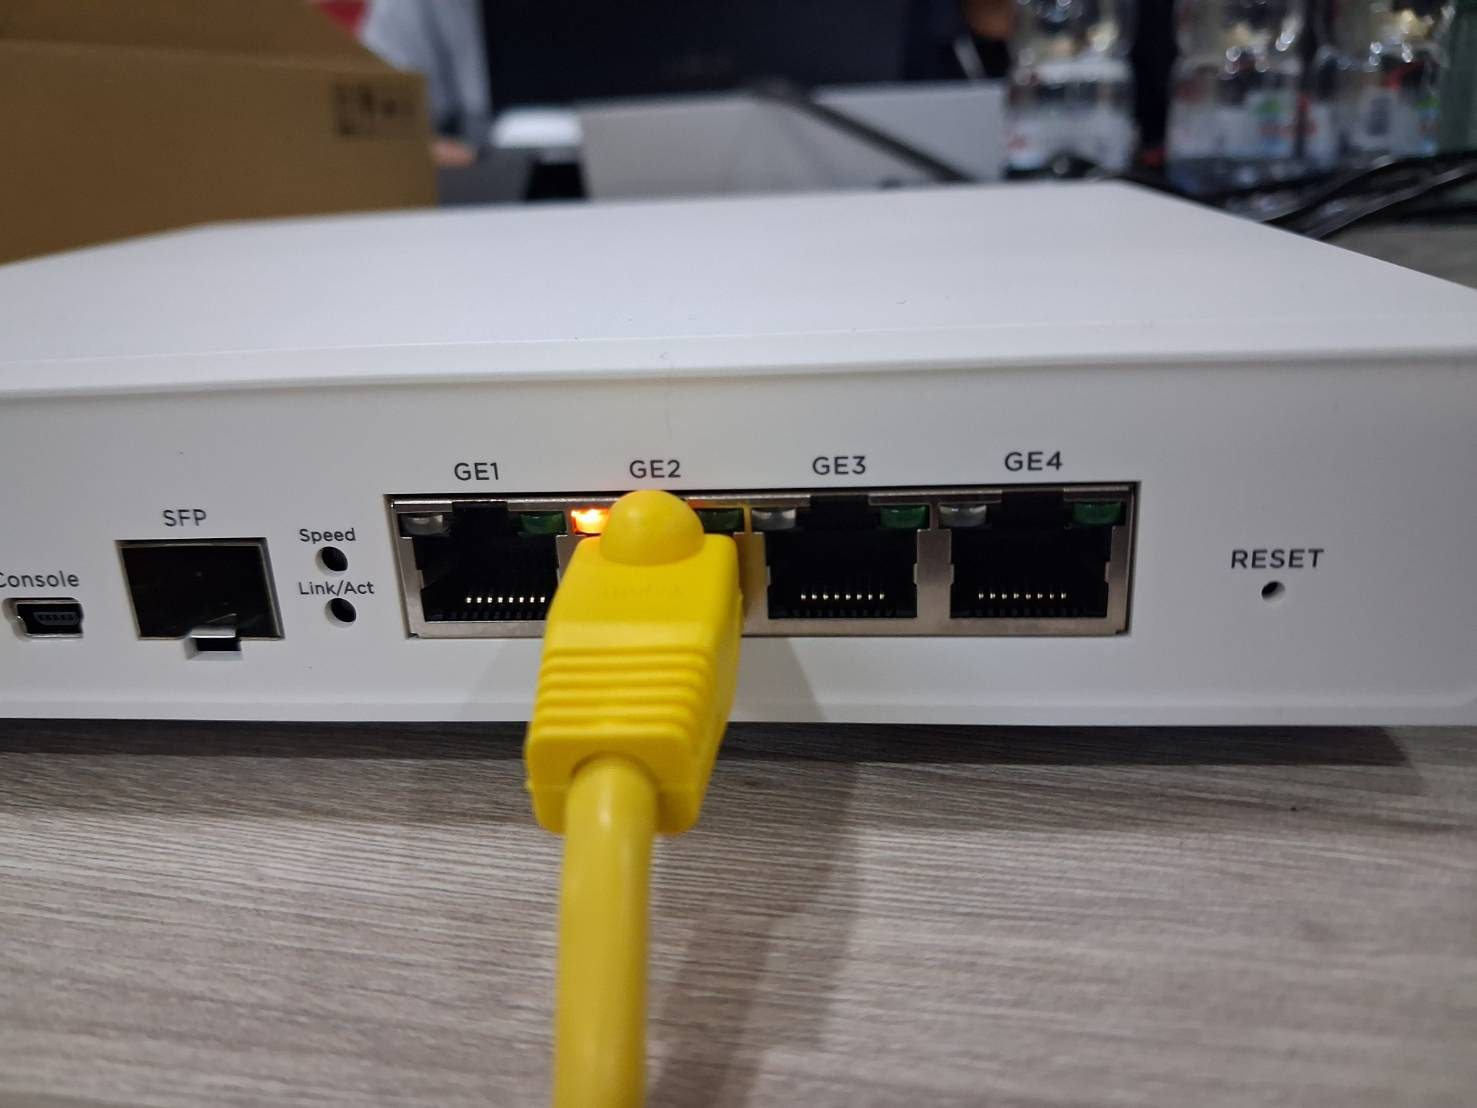 Console
SFP
Speed
Link/Act
GE1
GE2
GE3
GE4
RESET